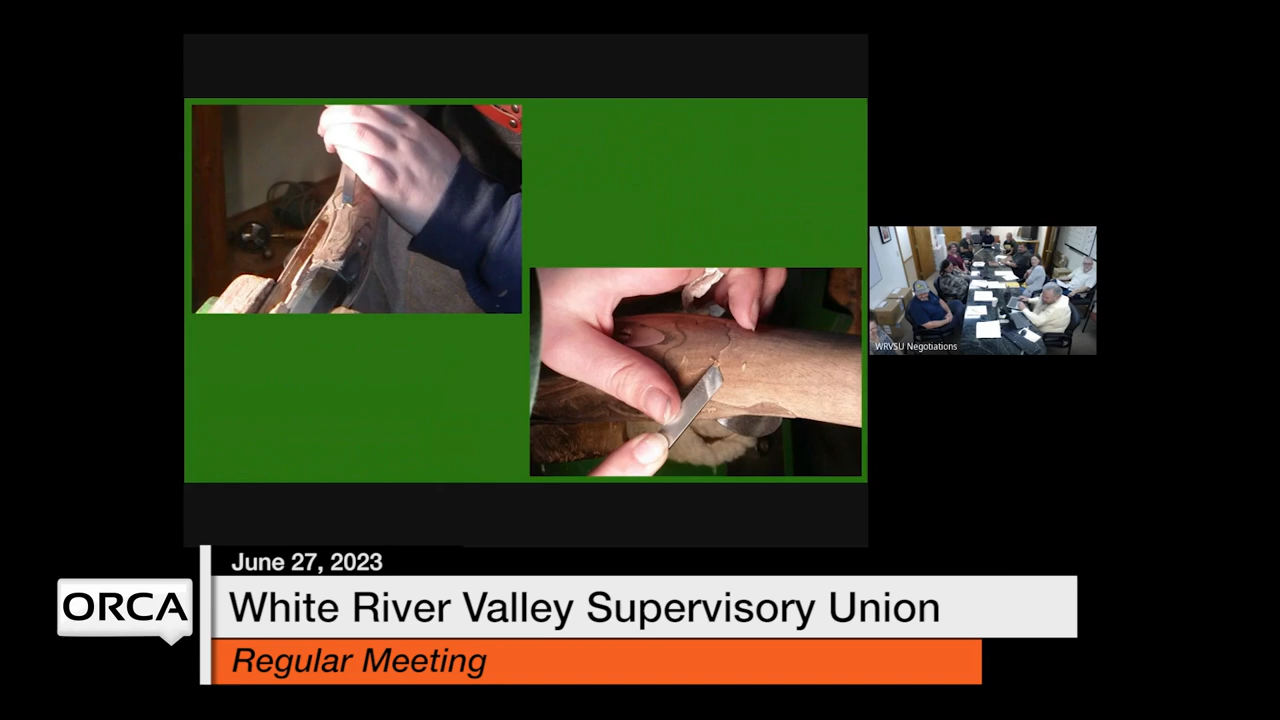 WRVSU Negotiations
June 27, 2023
ORCA
White River Valley Supervisory Union
Regular Meeting